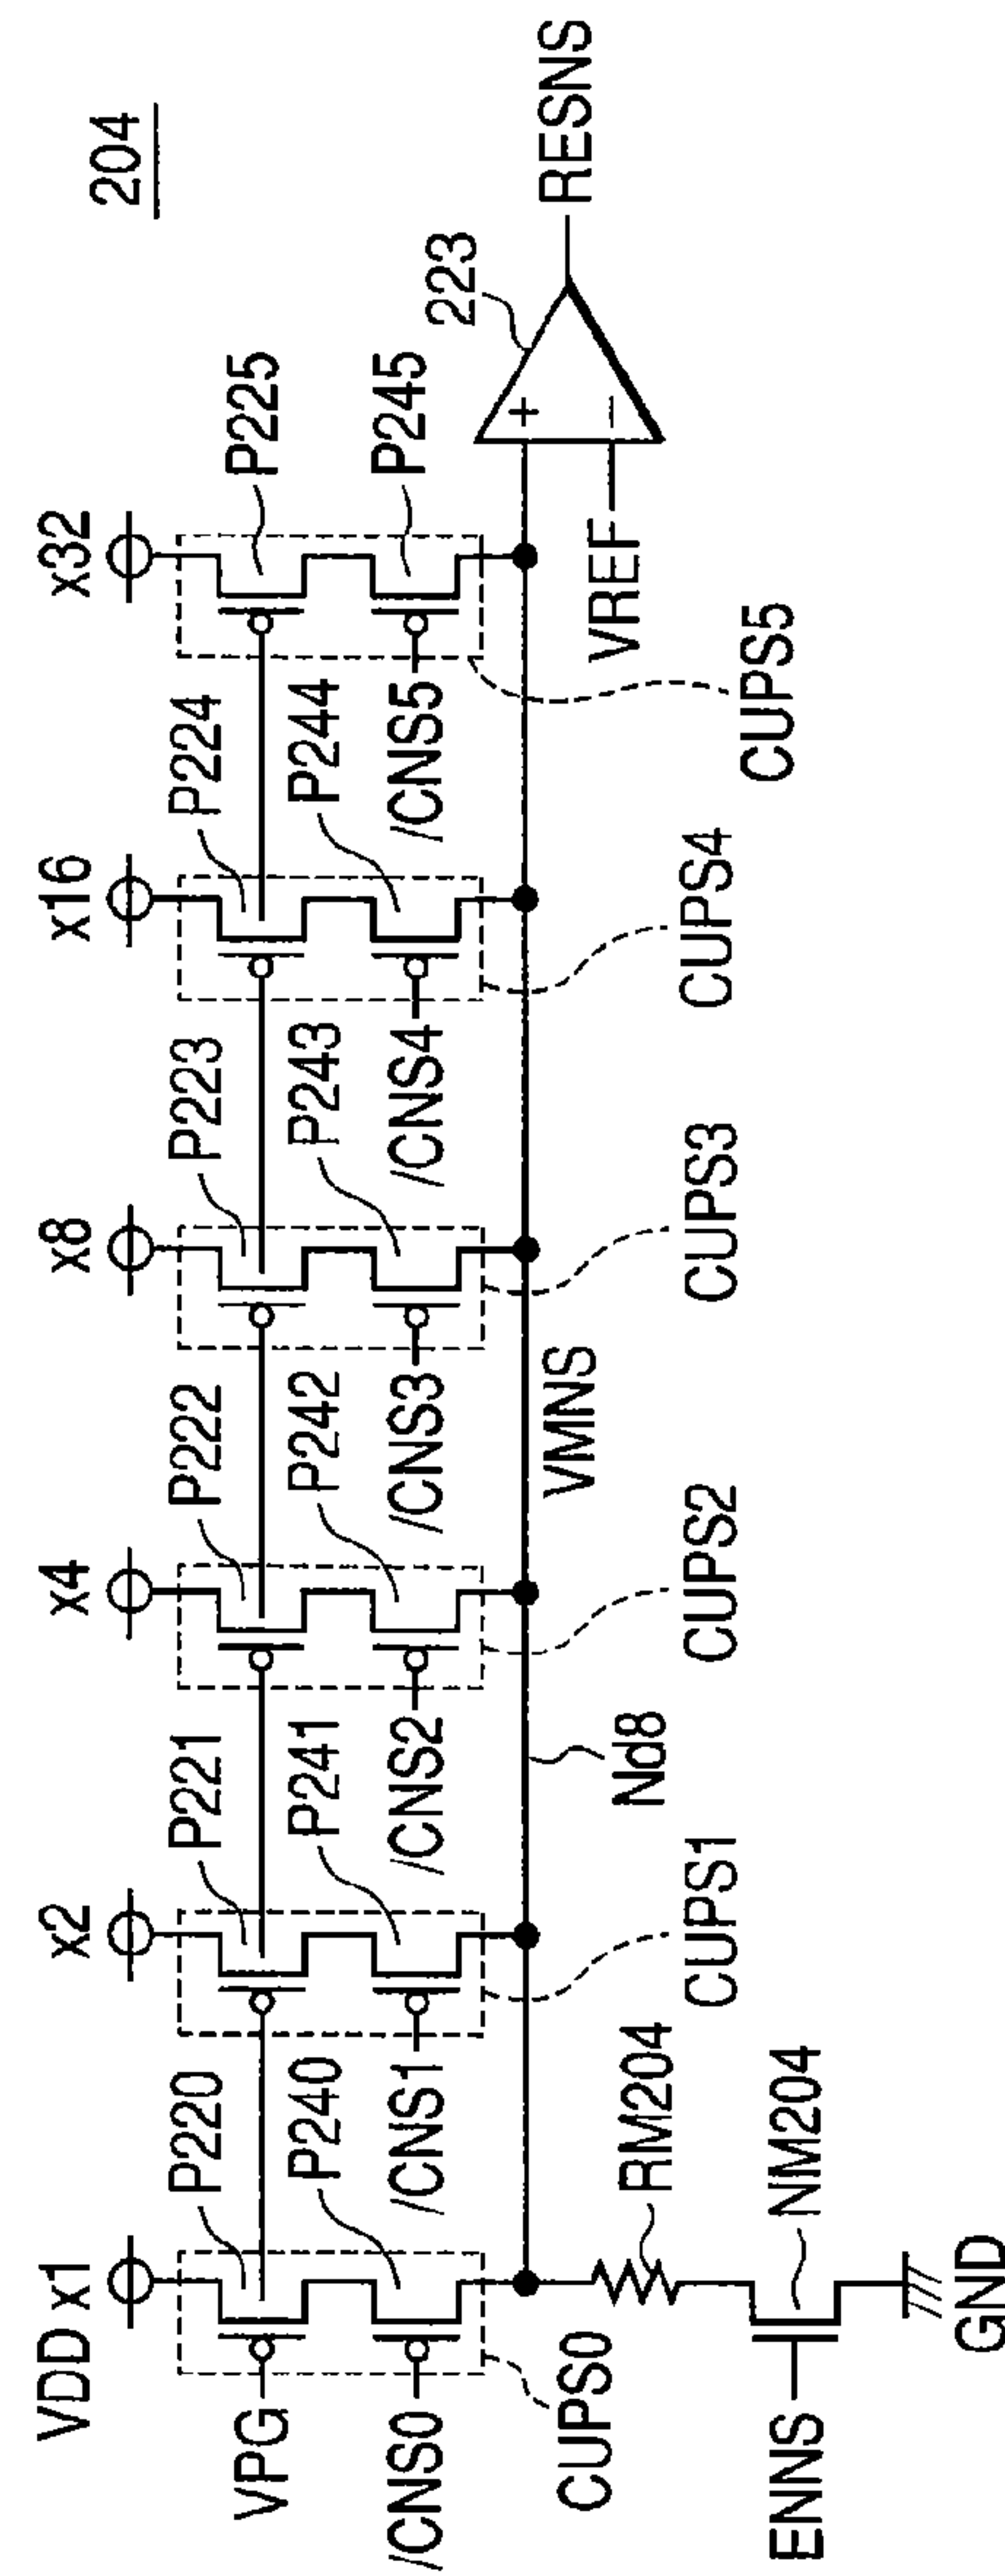 204
VDD x1 x2 x4 x8 x16 x32
P220 P221 P222 P223 P224 P225
VPG
P240 P241 P242 P243 P244 P245
/CNS0 /CNS1 /CNS2 /CNS3 /CNS4 /CNS5
223
RESNS
+
−
VREF
VMNS
Nd8
CUPS0 CUPS1 CUPS2 CUPS3 CUPS4 CUPS5
RM204
ENNS NM204
GND